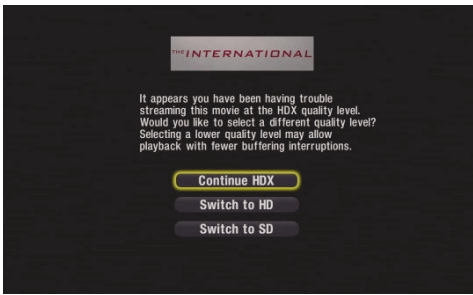 THE INTERNATIONAL
It appears you have been having trouble
streaming this movie at the HDX quality level.
Would you like to select a different quality level?
Selecting a lower quality level may allow
playback with fewer buffering interruptions.
Continue HDX
Switch to HD
Switch to SD